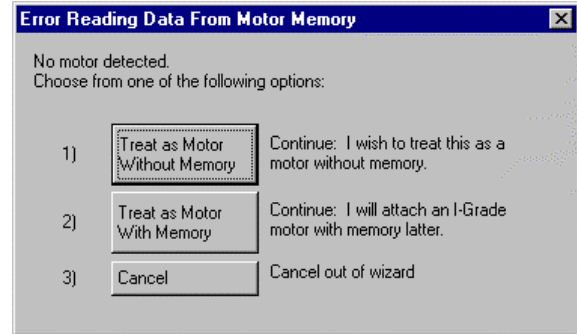 Error Reading Data From Motor Memory
No motor detected.
Choose from one of the following options:
1)
Treat as Motor
Without Memory
Continue: I wish to treat this as a
motor without memory.
2)
Treat as Motor
With Memory
Continue: I will attach an I-Grade
motor with memory latter.
3)
Cancel
Cancel out of wizard